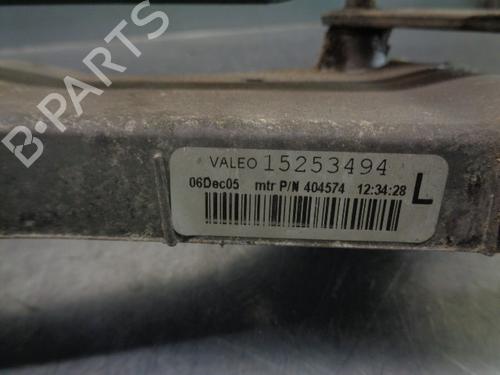 B-PARTS
VALEO 15253494
06Dec05 mtr P/N 404574 12:34:28 L